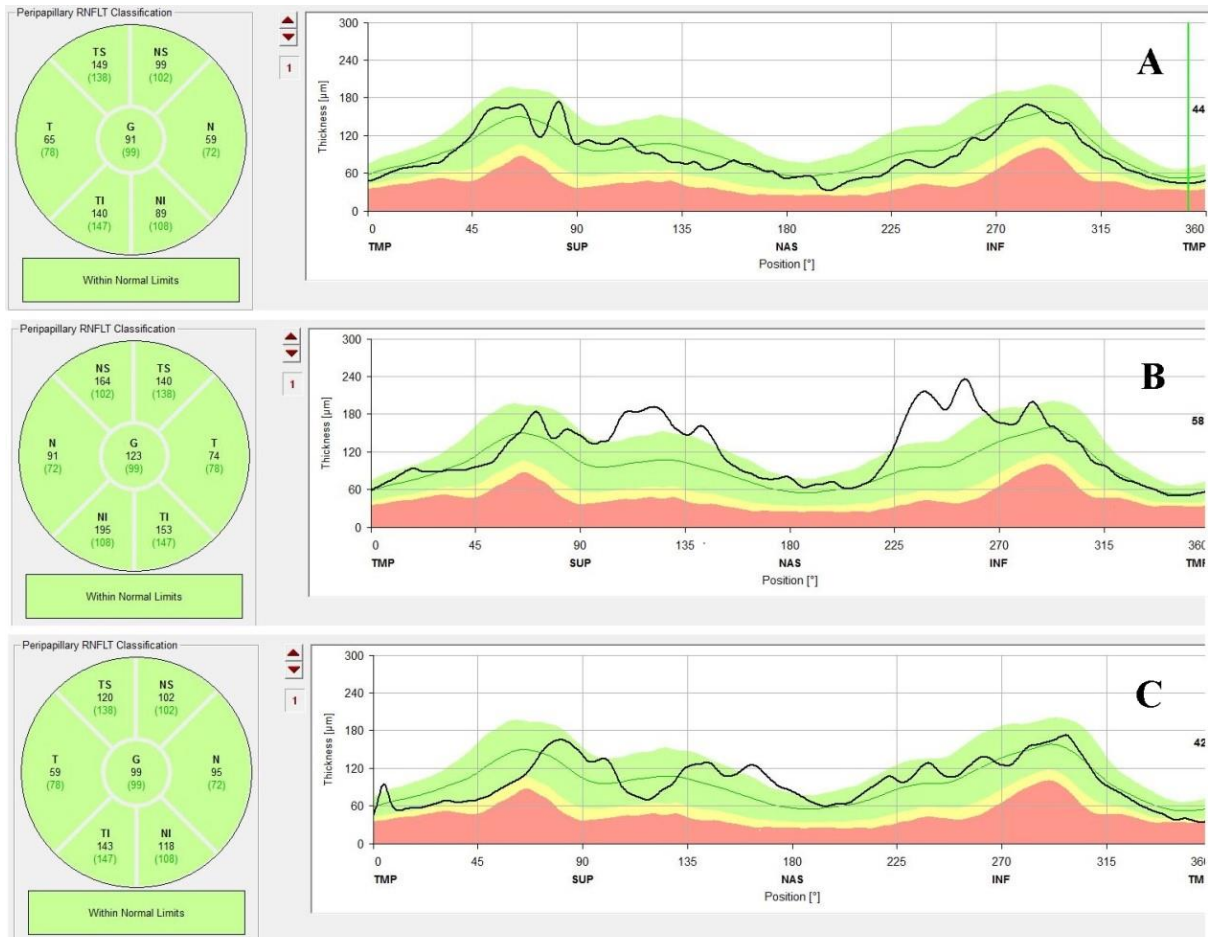 Peripapillary RNFLT Classification
TS
149
(138)
NS
99
(102)
T
65
(78)
G
91
(99)
N
59
(72)
TI
140
(147)
NI
89
(108)
Within Normal Limits
1
Thickness [µm]
300
240
180
120
60
0
A
44
0 45 90 135 180 225 270 315 360
TMP SUP NAS INF TMP
Position [°]
Peripapillary RNFLT Classification
NS
164
(102)
TS
140
(138)
N
91
(72)
G
123
(99)
T
74
(78)
NI
195
(108)
TI
153
(147)
Within Normal Limits
1
Thickness [µm]
300
240
180
120
60
0
B
58
0 45 90 135 180 225 270 315 360
TMP SUP NAS INF TMP
Position [°]
Peripapillary RNFLT Classification
TS
120
(138)
NS
102
(102)
T
59
(78)
G
99
(99)
N
95
(72)
TI
143
(147)
NI
118
(108)
Within Normal Limits
1
Thickness [µm]
300
240
180
120
60
0
C
42
0 45 90 135 180 225 270 315 360
TMP SUP NAS INF TM
Position [°]